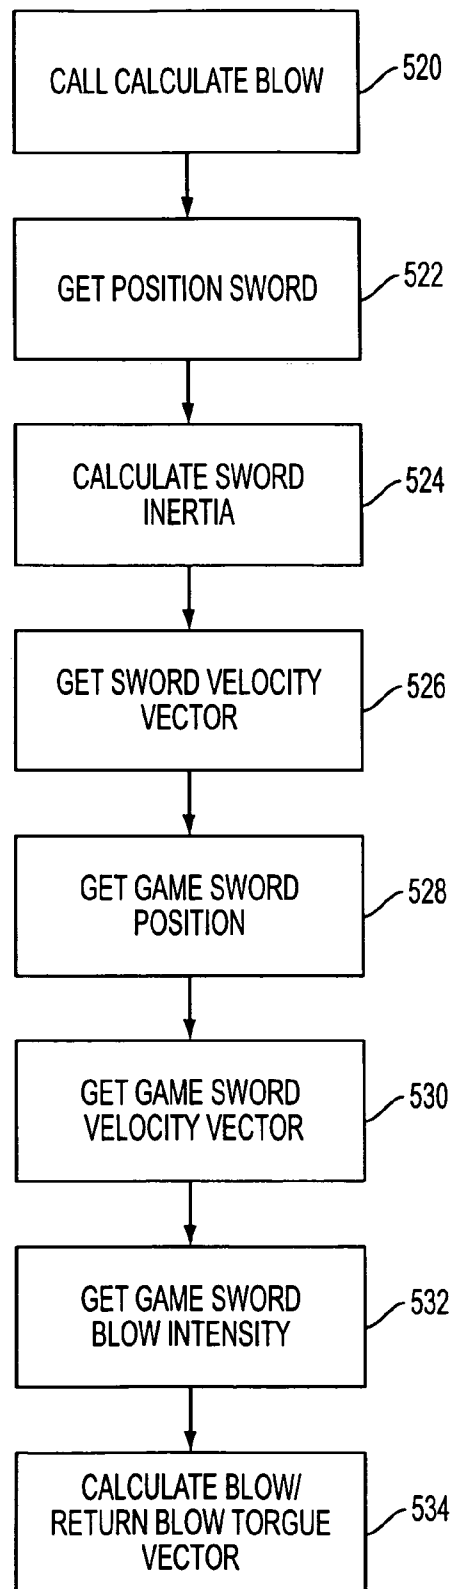 CALL CALCULATE BLOW
520
GET POSITION SWORD
522
CALCULATE SWORD
INERTIA
524
GET SWORD VELOCITY
VECTOR
526
GET GAME SWORD
POSITION
528
GET GAME SWORD
VELOCITY VECTOR
530
GET GAME SWORD
BLOW INTENSITY
532
CALCULATE BLOW/
RETURN BLOW TORGUE
VECTOR
534